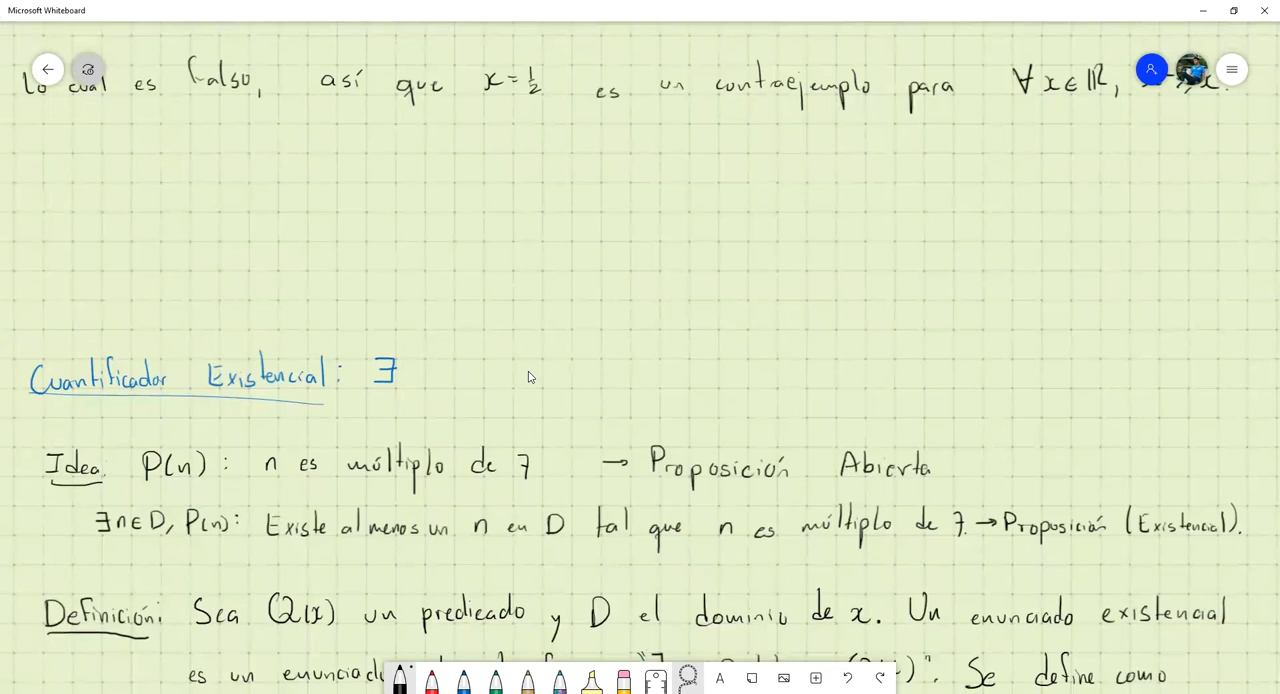 Microsoft Whiteboard
Lo cual es falso, así que x = 1/2 es un contraejemplo para ∀x∈ℝ, x.
Cuantificador Existencial: ∃
Idea P(n): n es múltiplo de 7 → Proposición Abierta
∃n∈D, P(n): Existe al menos un n en D tal que n es múltiplo de 7 → Proposición (Existencial).
Definición: Sea Q(x) un predicado y D el dominio de x. Un enunciado existencial
es un enunciado Se define como